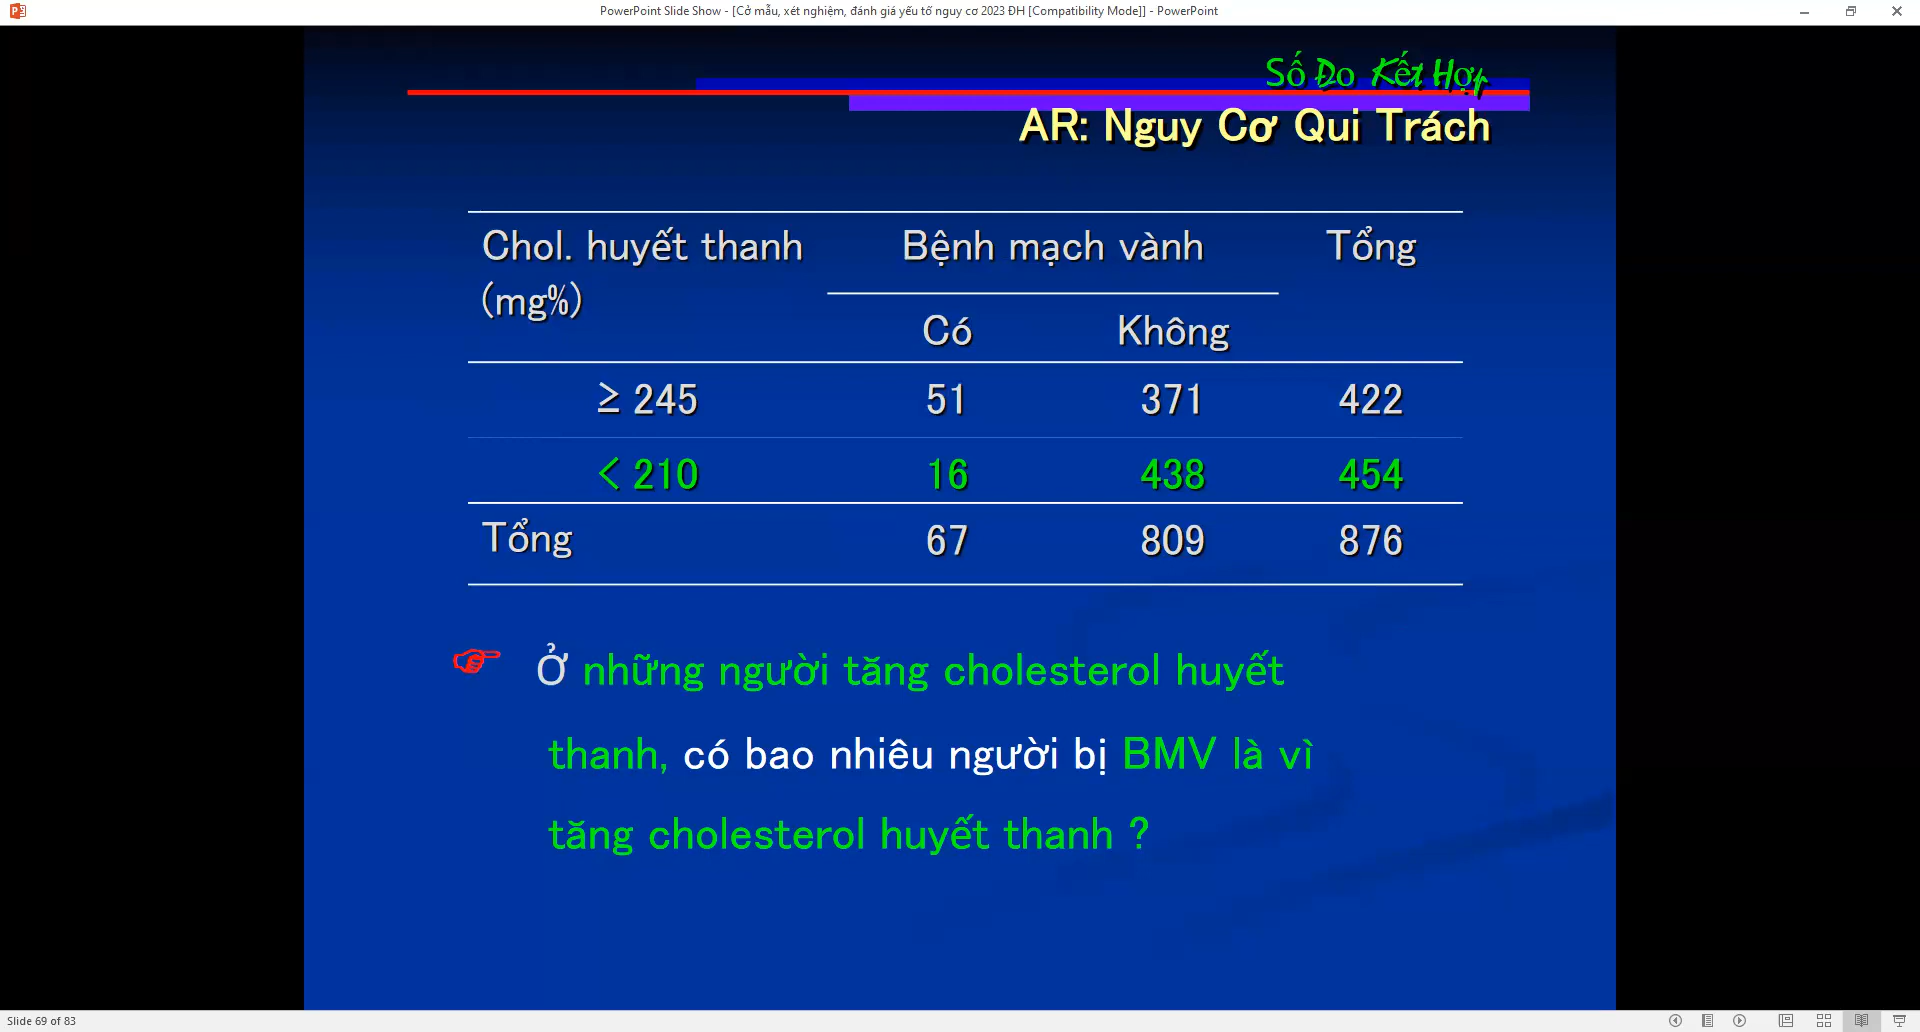 PowerPoint Slide Show - [Cở mẫu, xét nghiệm, đánh giá yếu tố nguy cơ 2023 ĐH [Compatibility Mode]] - PowerPoint
Số Đo Kết Hợp
AR: Nguy Cơ Qui Trách
Chol. huyết thanh Bệnh mạch vành Tổng
(mg%)
Có Không
≥ 245 51 371 422
< 210 16 438 454
Tổng 67 809 876
Ở những người tăng cholesterol huyết
thanh, có bao nhiêu người bị BMV là vì
tăng cholesterol huyết thanh ?
Slide 69 of 83